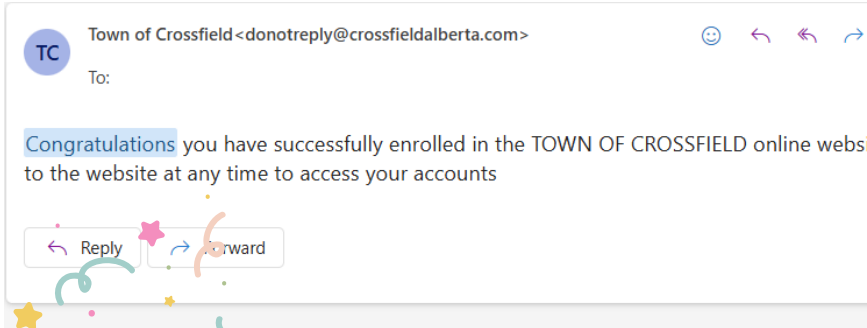 TC
Town of Crossfield<donotreply@crossfieldalberta.com>
To:
Congratulations you have successfully enrolled in the TOWN OF CROSSFIELD online
to the website at any time to access your accounts
Reply
Forward